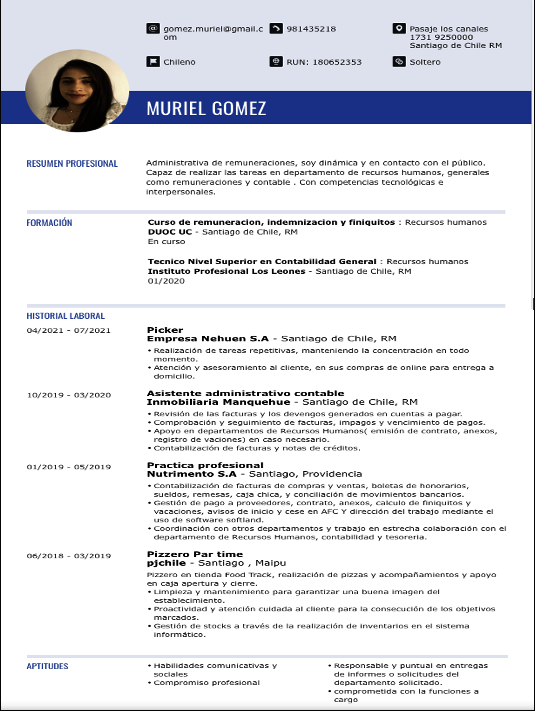 gomez.muriel@gmail.c
om
981435218
Pasaje los canales
1731 9250000
Santiago de Chile RM
Chileno
RUN: 180652353
Soltero
MURIEL GOMEZ
RESUMEN PROFESIONAL
Administrativa de remuneraciones, soy dinámica y en contacto con el público.
Capaz de realizar las tareas en departamento de recursos humanos, generales
como remuneraciones y contable . Con competencias tecnológicas e
interpersonales.
FORMACIÓN
Curso de remuneracion, indemnizacion y finiquitos : Recursos humanos
DUOC UC - Santiago de Chile, RM
En curso
Tecnico Nivel Superior en Contabilidad General : Recursos humanos
Instituto Profesional Los Leones - Santiago de Chile, RM
01/2020
HISTORIAL LABORAL
04/2021 - 07/2021
Picker
Empresa Nehuen S.A - Santiago de Chile, RM
• Realización de tareas repetitivas, manteniendo la concentración en todo
momento.
• Atención y asesoramiento al cliente, en sus compras de online para entrega a
domicilio.
10/2019 - 03/2020
Asistente administrativo contable
Inmobiliaria Manquehue - Santiago de Chile, RM
• Revisión de las facturas y los devengos generados en cuentas a pagar.
• Comprobación y seguimiento de facturas, impagos y vencimiento de pagos.
• Apoyo en departamentos de Recursos Humanos( emisión de contrato, anexos,
registro de vaciones) en caso necesario.
• Contabilización de facturas y notas de créditos.
01/2019 - 05/2019
Practica profesional
Nutrimento S.A - Santiago, Providencia
• Contabilización de facturas de compras y ventas, boletas de honorarios,
sueldos, remesas, caja chica, y conciliación de movimientos bancarios.
• Gestión de pago a proveedores, contrato, anexos, calculo de finiquitos y
vacaciones, avisos de inicio y cese en AFC Y dirección del trabajo mediante el
uso de software softland.
• Coordinación con otros departamentos y trabajo en estrecha colaboración con el
departamento de Recursos Humanos, contabilidad y tesoreria.
06/2018 - 03/2019
Pizzero Par time
pjchile - Santiago , Maipu
Pizzero en tienda Food Track, realización de pizzas y acompañamientos y apoyo
en caja apertura y cierre.
• Limpieza y mantenimiento para garantizar una buena imagen del
establecimiento.
• Proactividad y atención cuidada al cliente para la consecución de los objetivos
marcados.
• Gestión de stocks a través de la realización de inventarios en el sistema
informático.
APTITUDES
• Habilidades comunicativas y
sociales
• Compromiso profesional
• Responsable y puntual en entregas
de informes o solicitudes del
departamento solicitado.
• comprometida con la funciones a
cargo